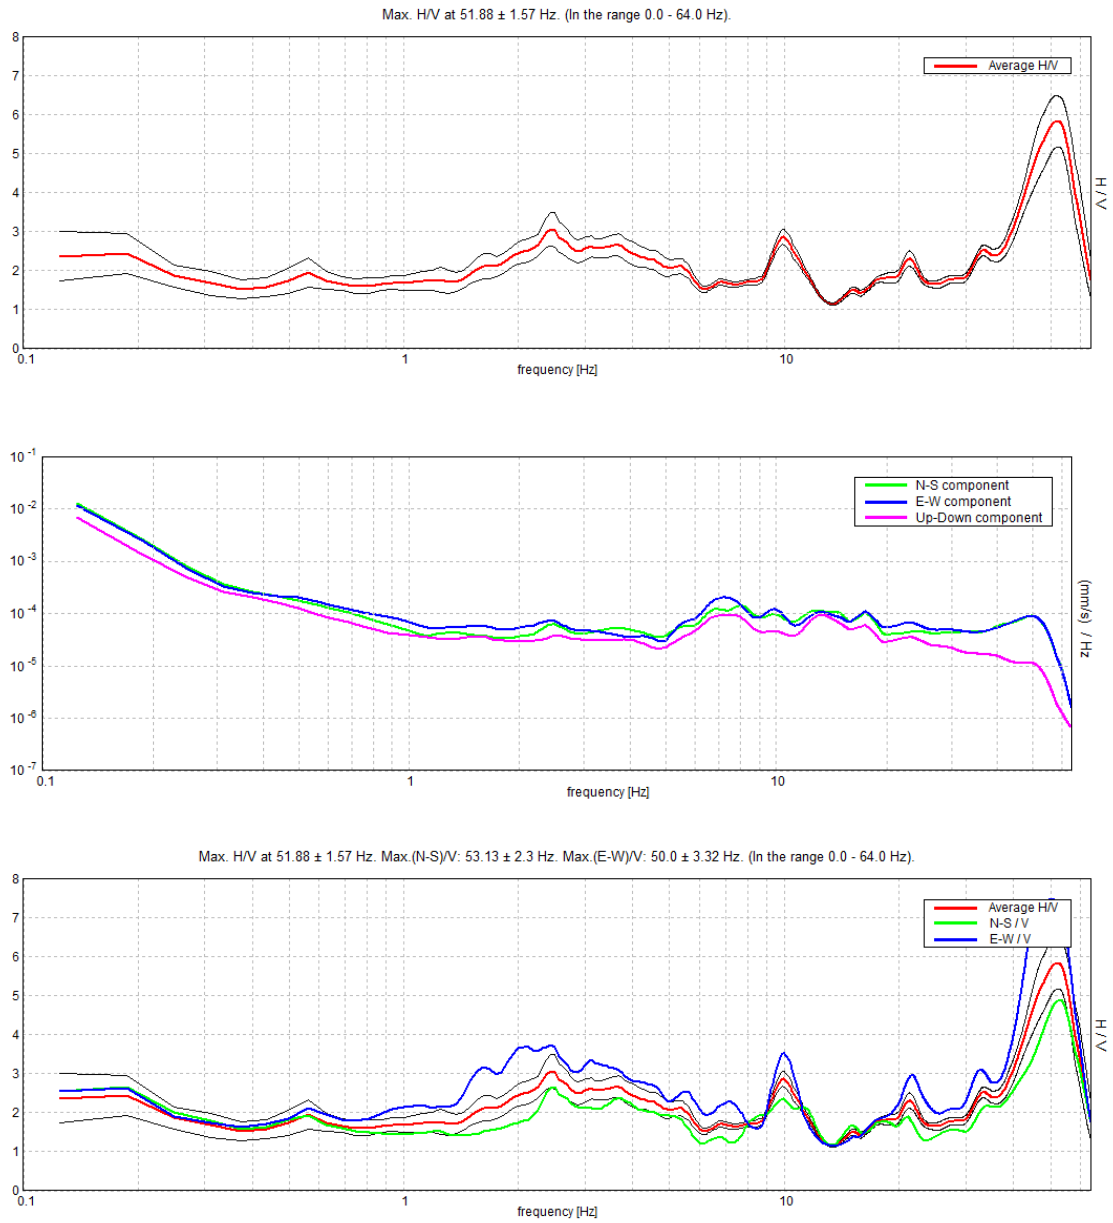 Max. H/V at 51.88 ± 1.57 Hz. (In the range 0.0 - 64.0 Hz).
8
7
6
5
4
3
2
1
0
Average H/V
H / V
0.1 1 10
frequency [Hz]
10 -1
10 -2
10 -3
10 -4
10 -5
10 -6
10 -7
N-S component
E-W component
Up-Down component
(mm/s) / Hz
0.1 1 10
frequency [Hz]
Max. H/V at 51.88 ± 1.57 Hz. Max.(N-S)/V: 53.13 ± 2.3 Hz. Max.(E-W)/V: 50.0 ± 3.32 Hz. (In the range 0.0 - 64.0 Hz).
8
7
6
5
4
3
2
1
0
Average H/V
N-S / V
E-W / V
H / V
0.1 1 10
frequency [Hz]